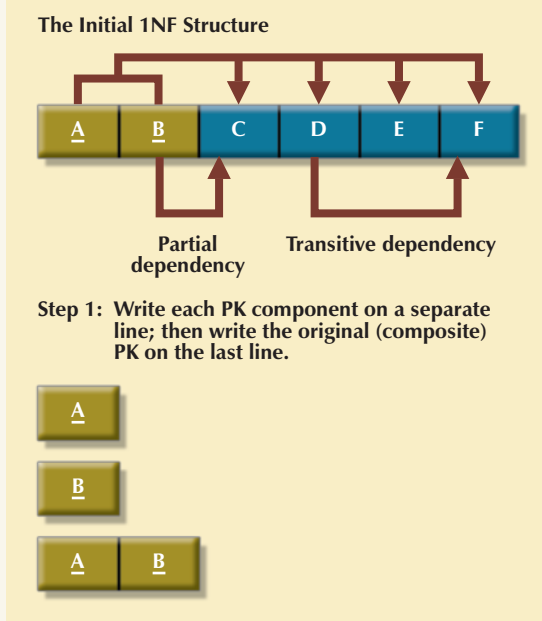 The Initial 1NF Structure
A B C D E F
Partial
dependency
Transitive dependency
Step 1: Write each PK component on a separate
line; then write the original (composite)
PK on the last line.
A
B
A B